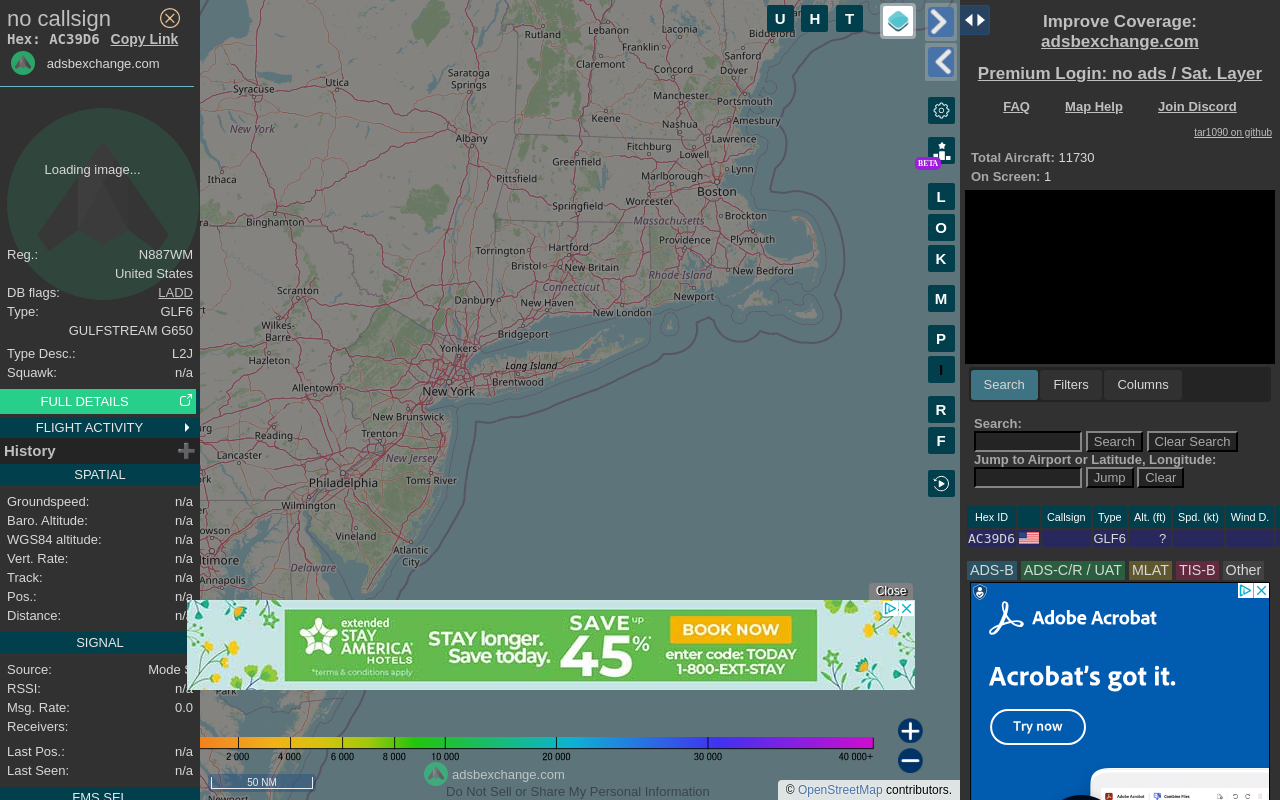 no callsign
Hex: AC39D6 Copy Link
adsbexchange.com
Loading image...
Reg.: N887WM
United States
DB flags: LADD
Type: GLF6
GULFSTREAM G650
Type Desc.: L2J
Squawk: n/a
FULL DETAILS
FLIGHT ACTIVITY
History
SPATIAL
Groundspeed: n/a
Baro. Altitude: n/a
WGS84 altitude: n/a
Vert. Rate: n/a
Track: n/a
Pos.: n/a
Distance: n/a
SIGNAL
Source: Mode S
RSSI: n/a
Msg. Rate: 0.0
Receivers:
Last Pos.: n/a
Last Seen: n/a
FMS SEL
U H T
Rutland
Lebanon
Laconia
Biddeford
Franklin
Claremont
Concord
Sanford
Dover
Saratoga
Springs
Utica
Syracuse
Manchester
Portsmouth
Keene
Nashua
Amesbury
New York
Albany
Fitchburg
Lawrence
Lowell
Greenfield
Lynn
Ithaca
Pittsfield
Marlborough
Boston
Worcester
Springfield
Massachusetts
Brockton
Binghamton
Providence
Plymouth
Torrington
Hartford
Bristol
New Britain
Rhode Island
New Bedford
Connecticut
Newport
Scranton
Danbury
New Haven
New London
Wilkes-
Barre
Bridgeport
Yonkers
Hazleton
Long Island
Brentwood
Allentown
New York
New Brunswick
Reading
Trenton
Lancaster
New Jersey
Philadelphia
Toms River
Wilmington
Vineland
Atlantic
City
Annapolis
Delaware
BETA
L
O
K
M
P
I
R
F
Close
extended
STAY
AMERICA
HOTELS
*terms & conditions apply
STAY longer.
Save today.
SAVE up
45%*
BOOK NOW
enter code: TODAY
1-800-EXT-STAY
2 000 4 000 6 000 8 000 10 000 20 000 30 000 40 000+
50 NM
adsbexchange.com
Do Not Sell or Share My Personal Information
© OpenStreetMap contributors.
Improve Coverage:
adsbexchange.com
Premium Login: no ads / Sat. Layer
FAQ Map Help Join Discord
tar1090 on github
Total Aircraft: 11730
On Screen: 1
Search Filters Columns
Search:
Search Clear Search
Jump to Airport or Latitude, Longitude:
Jump Clear
Hex ID Callsign Type Alt. (ft) Spd. (kt) Wind D.
AC39D6 GLF6 ?
ADS-B ADS-C/R / UAT MLAT TIS-B Other
Adobe Acrobat
Acrobat's got it.
Try now
Adobe Acrobat Combine Files